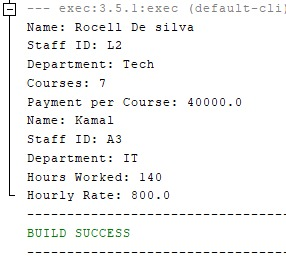 --- exec:3.5.1:exec (default-cli)
Name: Rocell De silva
Staff ID: L2
Department: Tech
Courses: 7
Payment per Course: 40000.0
Name: Kamal
Staff ID: A3
Department: IT
Hours Worked: 140
Hourly Rate: 800.0
------------------------------------
BUILD SUCCESS
------------------------------------